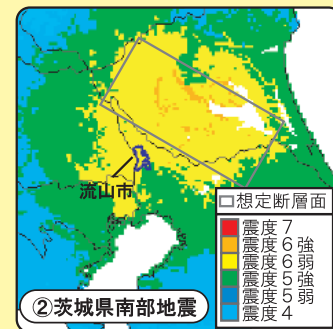 流山市
想定断層面
震度7
震度6強
震度6弱
震度5強
震度5弱
震度4
②茨城県南部地震